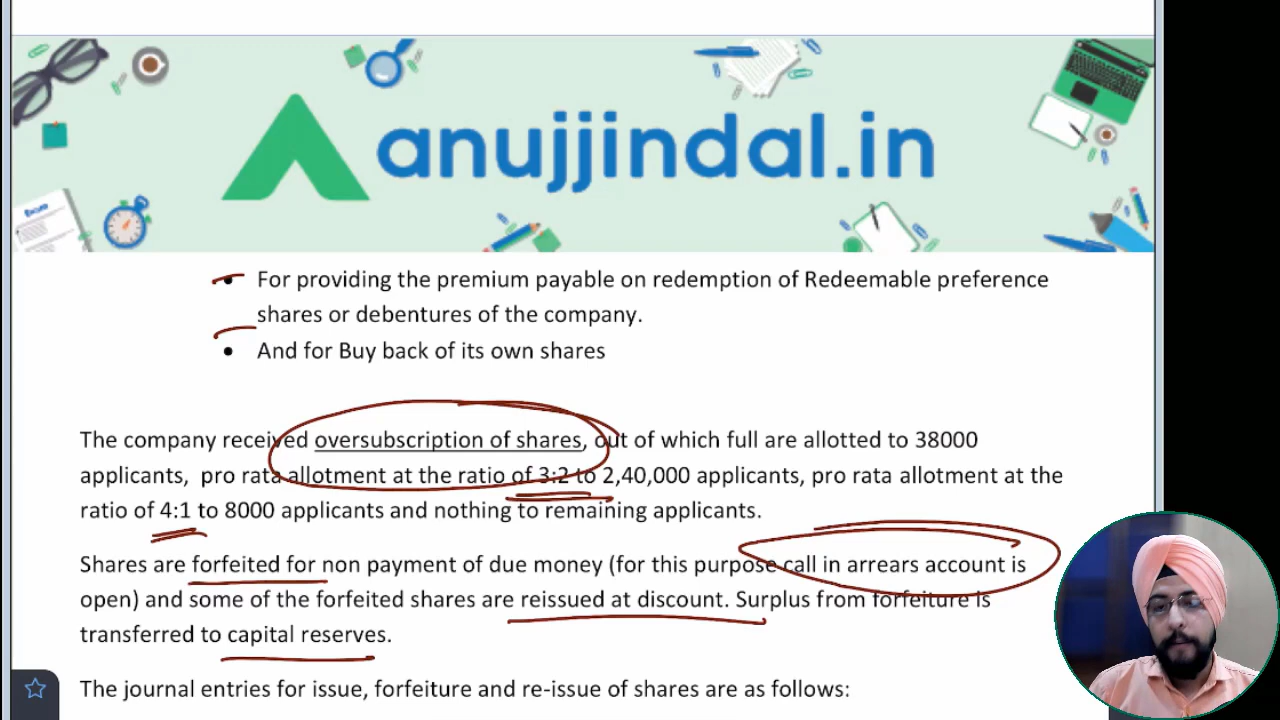 anujjindal.in
• For providing the premium payable on redemption of Redeemable preference
shares or debentures of the company.
• And for Buy back of its own shares
The company received oversubscription of shares, out of which full are allotted to 38000
applicants, pro rata allotment at the ratio of 3:2 to 2,40,000 applicants, pro rata allotment at the
ratio of 4:1 to 8000 applicants and nothing to remaining applicants.
Shares are forfeited for non payment of due money (for this purpose call in arrears account is
open) and some of the forfeited shares are reissued at discount. Surplus from forfeiture is
transferred to capital reserves.
The journal entries for issue, forfeiture and re-issue of shares are as follows: